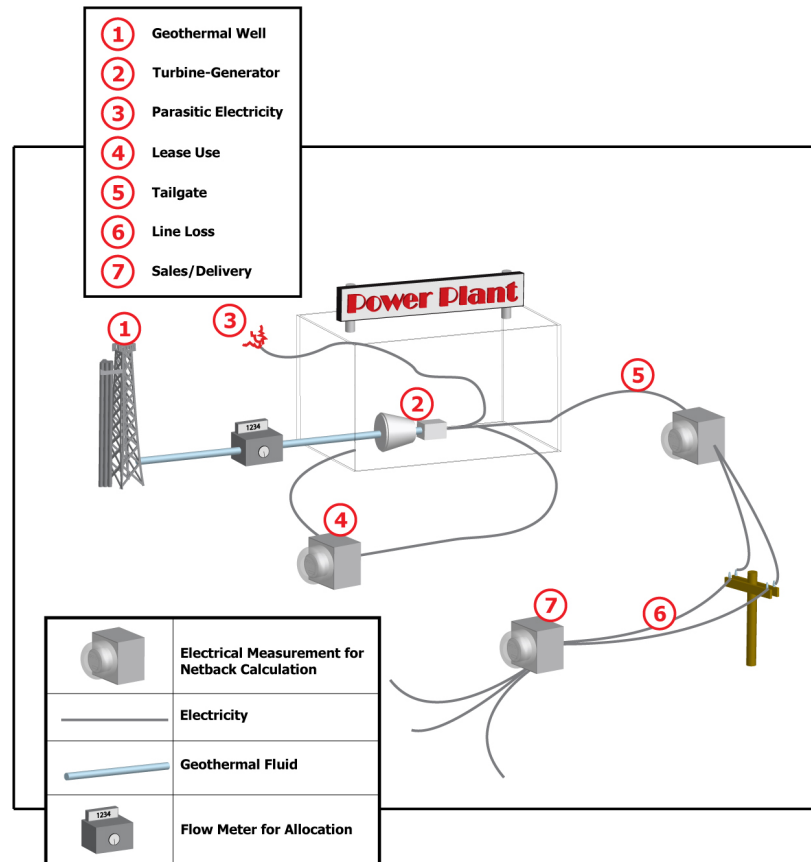 1 Geothermal Well
2 Turbine-Generator
3 Parasitic Electricity
4 Lease Use
5 Tailgate
6 Line Loss
7 Sales/Delivery
Power Plant
1
3
5
2
1234
4
7
6
Electrical Measurement for
Netback Calculation
Electricity
Geothermal Fluid
1234
Flow Meter for Allocation